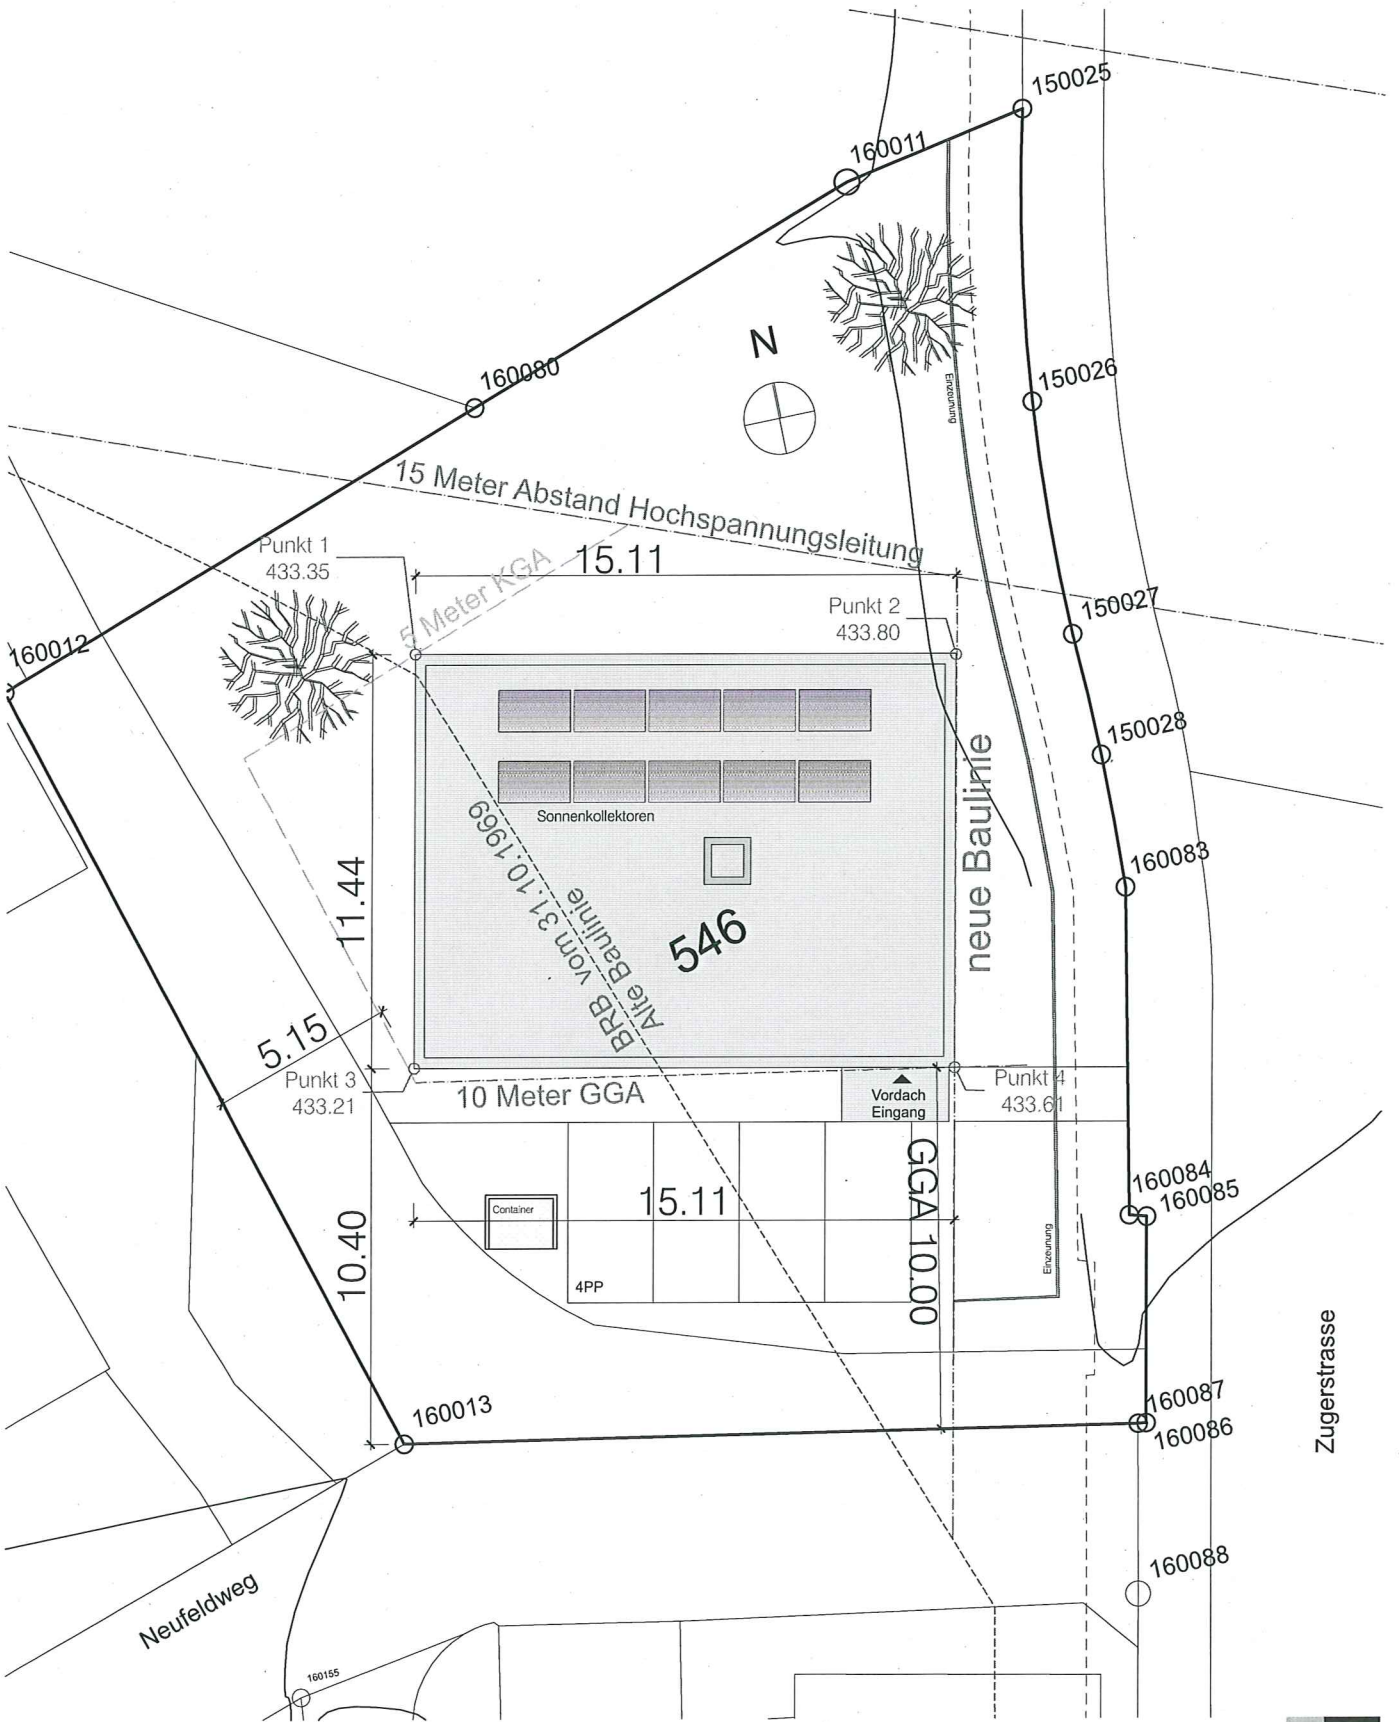 150025
160011
N
160080
150026
Einzeunung
15 Meter Abstand Hochspannungsleitung
Punkt 1
433.35
5 Meter KGA
15.11
Punkt 2
433.80
150027
160012
150028
neue Baulinie
Sonnenkollektoren
BRB vom 31.10.1969
Alte Baulinie
546
160083
11.44
5.15
Punkt 3
433.21
10 Meter GGA
Vordach
Eingang
Punkt 4
433.61
GGA 10.00
160084
160085
15.11
Container
4PP
Einzeunung
10.40
160013
160087
160086
Zugerstrasse
160088
Neufeldweg
160155